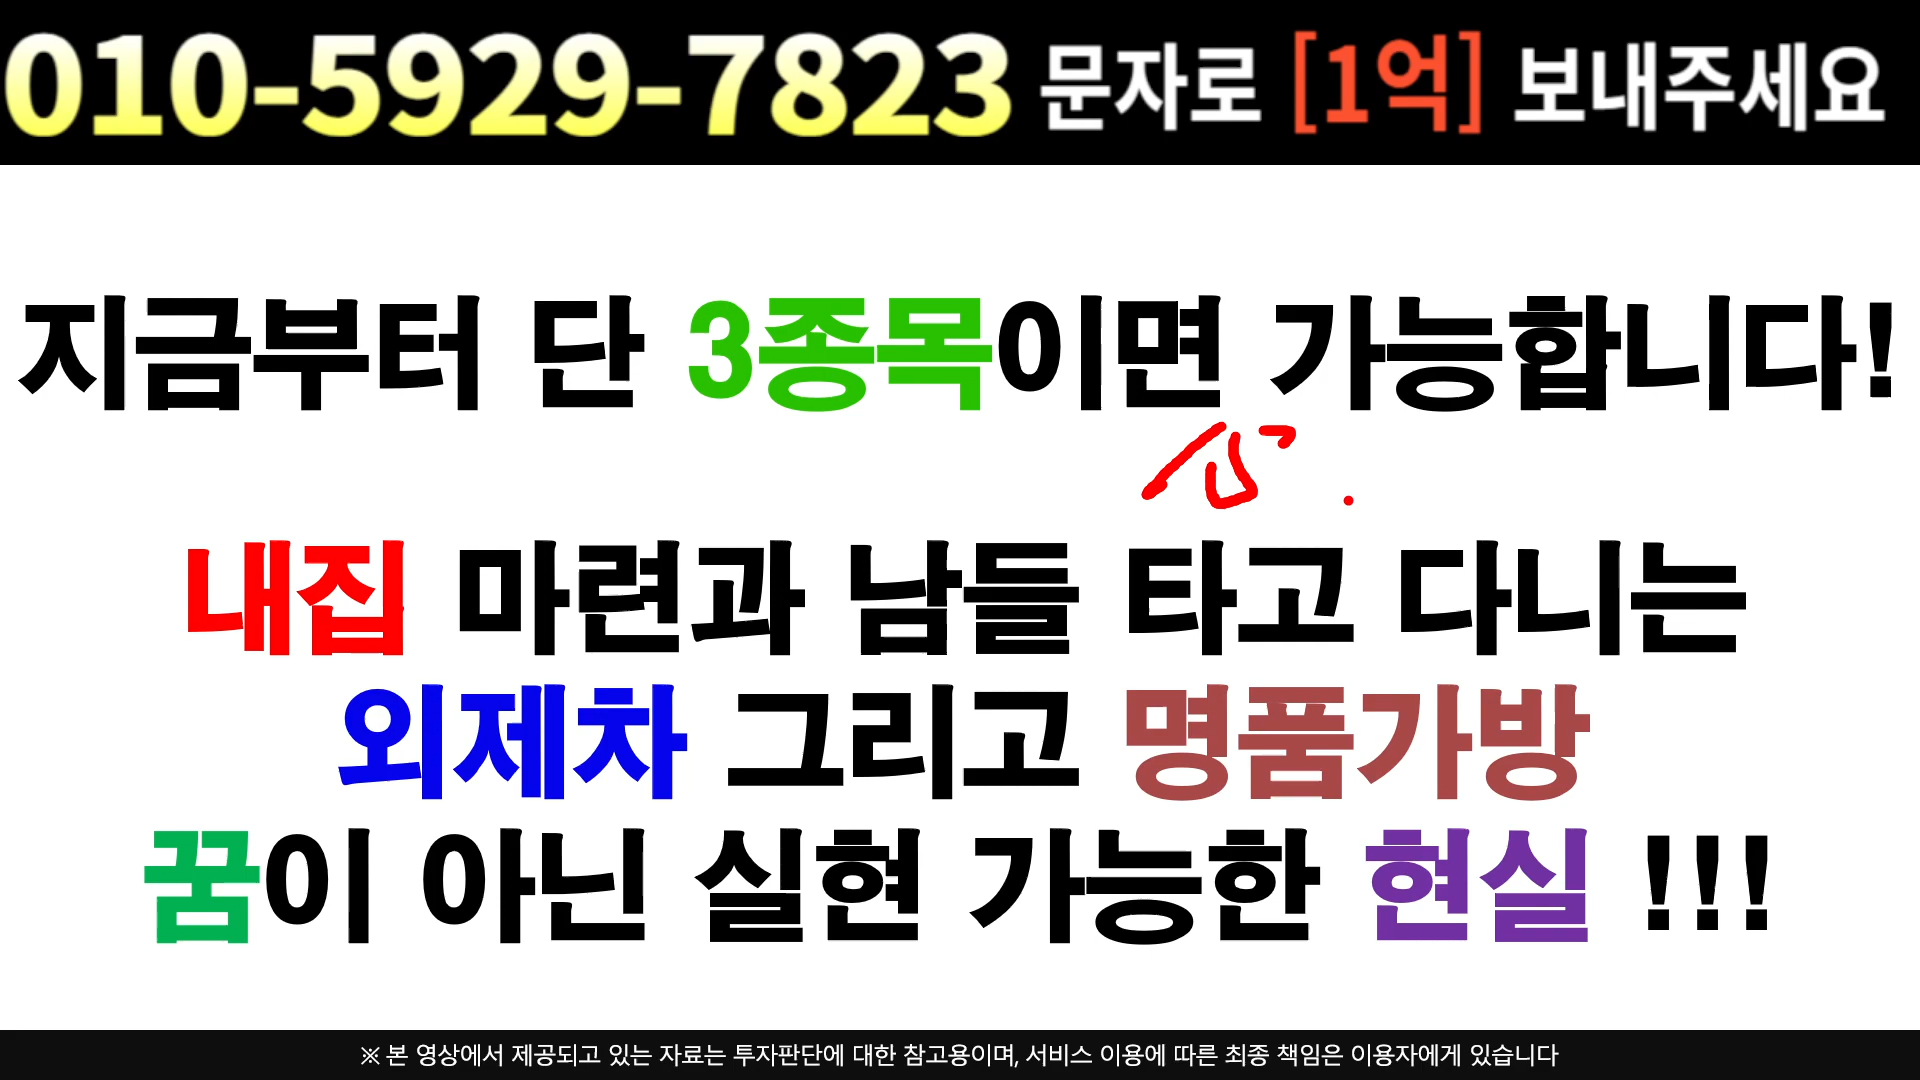 010-5929-7823 문자로 [1억] 보내주세요
지금부터 단 3종목이면 가능합니다!
내집 마련과 남들 타고 다니는
외제차 그리고 명품가방
꿈이 아닌 실현 가능한 현실 !!!
※ 본 영상에서 제공되고 있는 자료는 투자판단에 대한 참고용이며, 서비스 이용에 따른 최종 책임은 이용자에게 있습니다